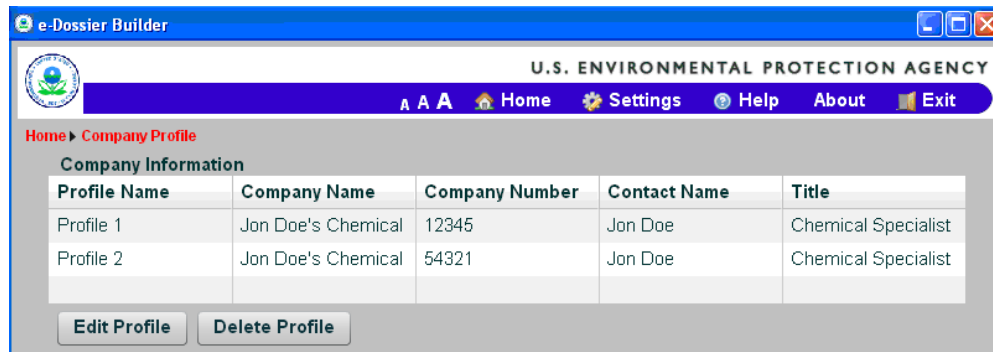 e-Dossier Builder
U.S. ENVIRONMENTAL PROTECTION AGENCY
A A A Home Settings Help About Exit
Home Company Profile
Company Information
Profile Name Company Name Company Number Contact Name Title
Profile 1 Jon Doe's Chemical 12345 Jon Doe Chemical Specialist
Profile 2 Jon Doe's Chemical 54321 Jon Doe Chemical Specialist
Edit Profile Delete Profile